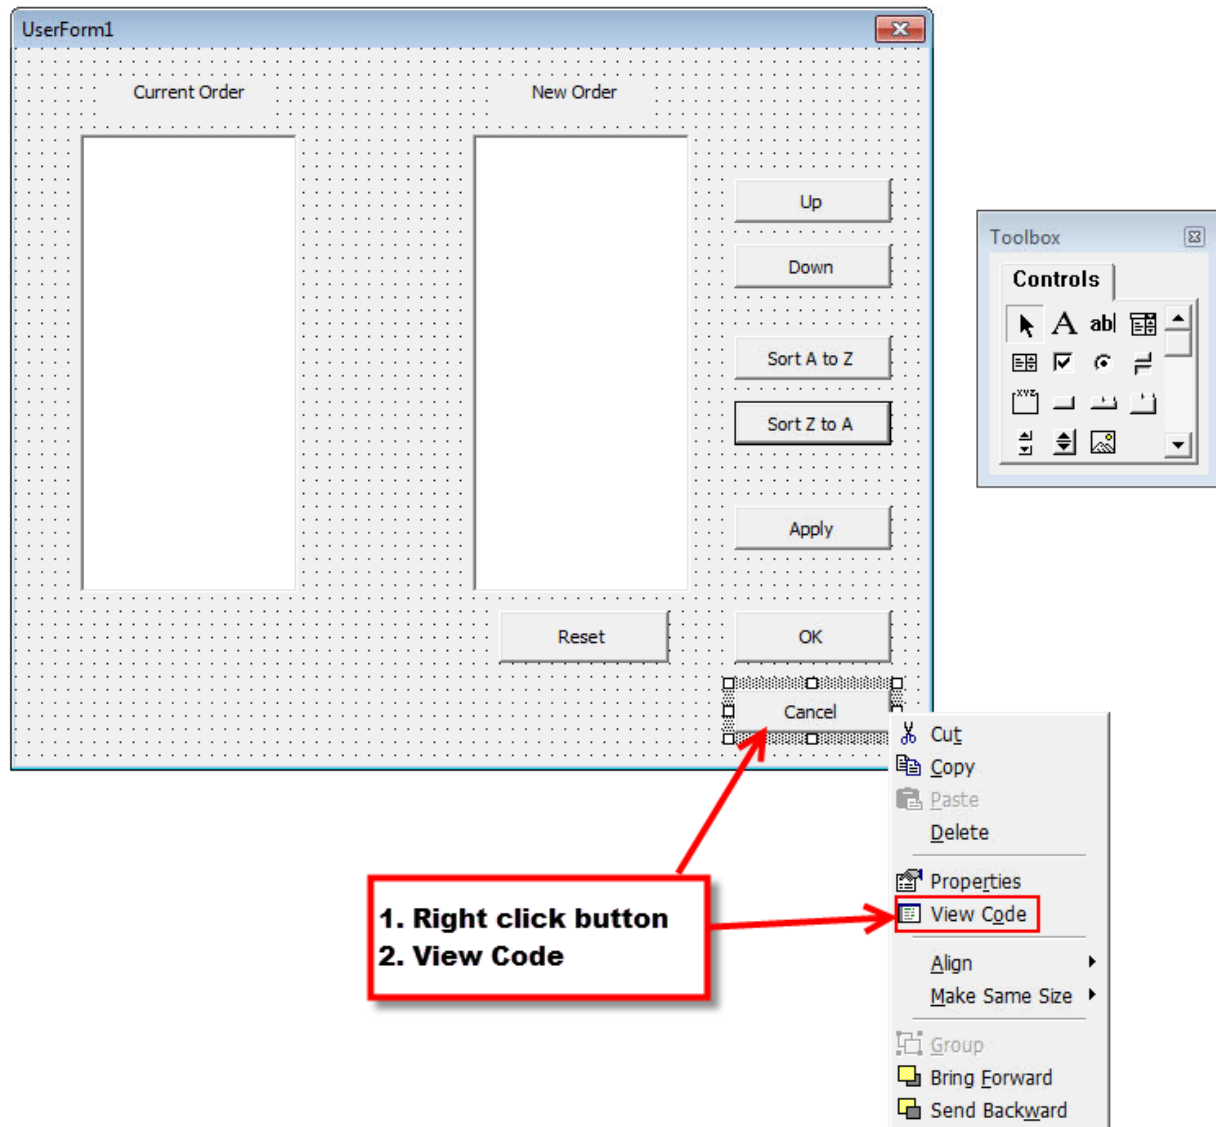 UserForm1
Current Order
New Order
Up
Down
Sort A to Z
Sort Z to A
Apply
Reset
OK
Cancel
Toolbox
Controls
A
ab|
XYZ
Cut
Copy
Paste
Delete
Properties
View Code
Align
Make Same Size
Group
Bring Forward
Send Backward
1. Right click button
2. View Code